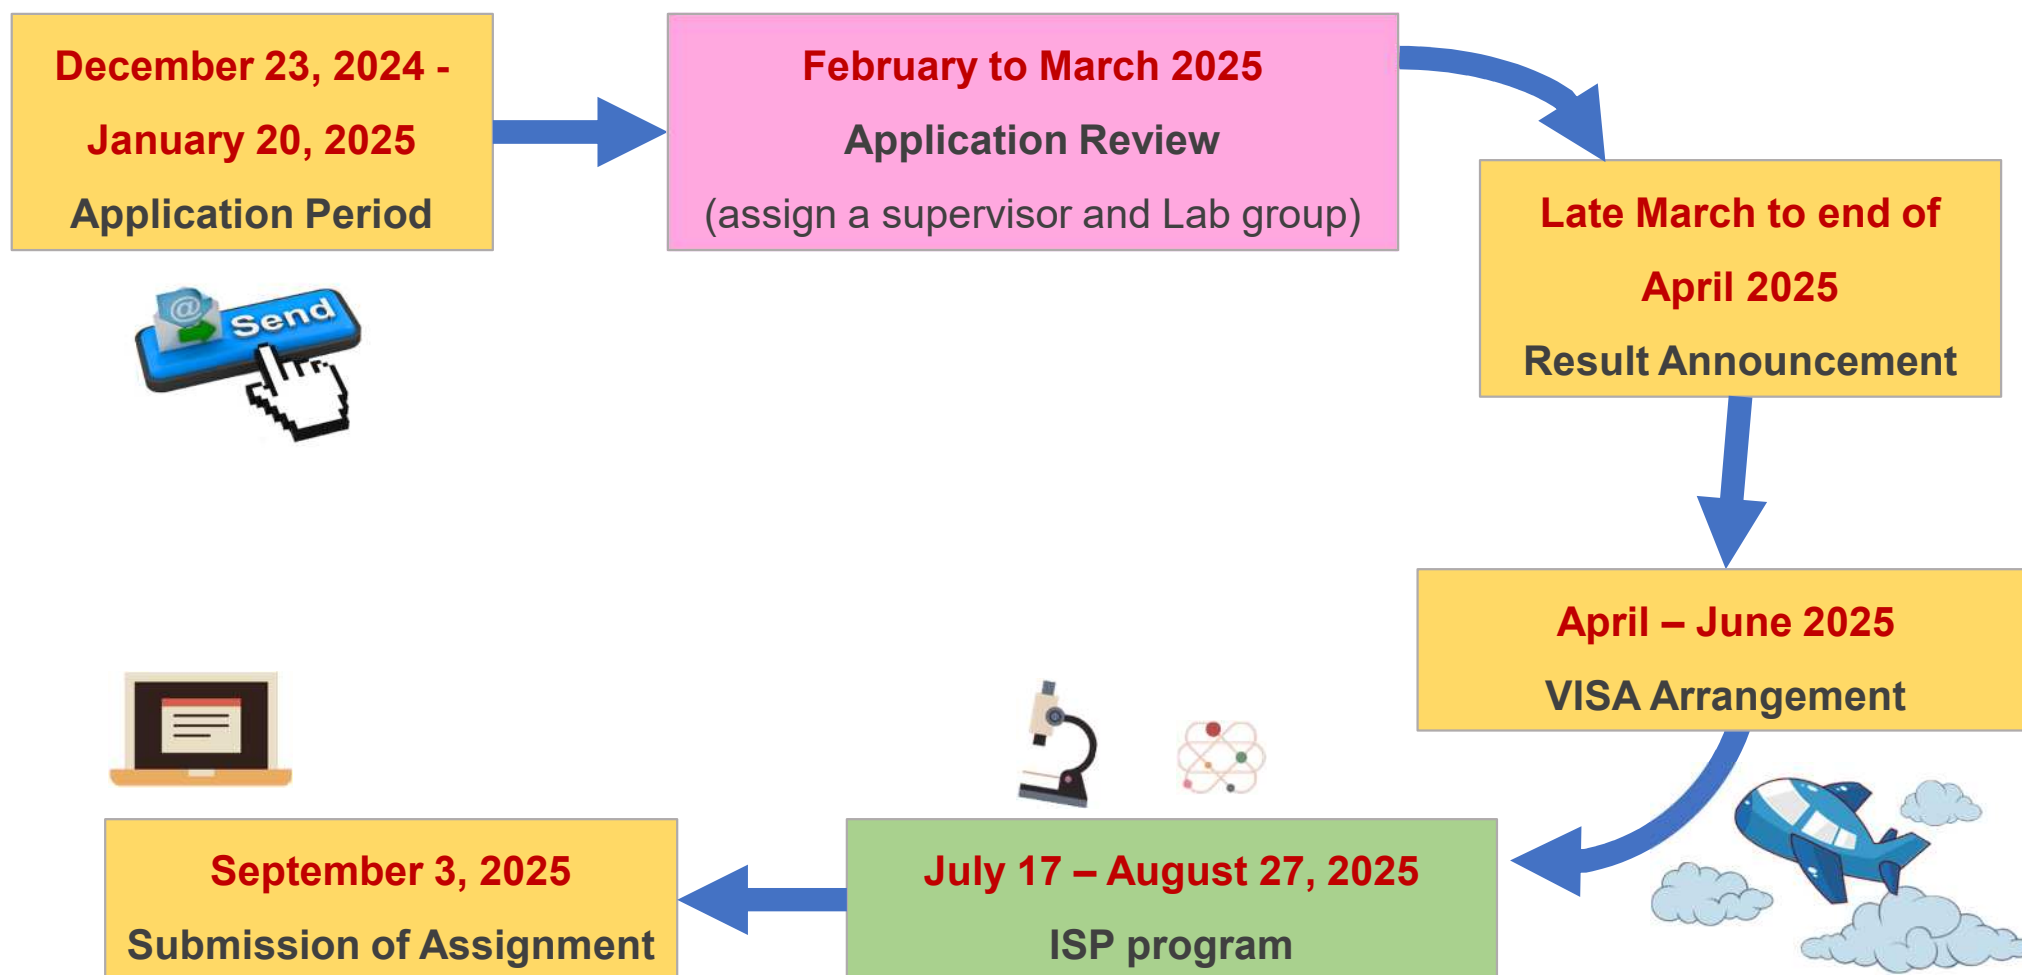 December 23, 2024 -
January 20, 2025
Application Period
February to March 2025
Application Review
(assign a supervisor and Lab group)
Late March to end of
April 2025
Result Announcement
@
Send
April – June 2025
VISA Arrangement
July 17 – August 27, 2025
ISP program
September 3, 2025
Submission of Assignment